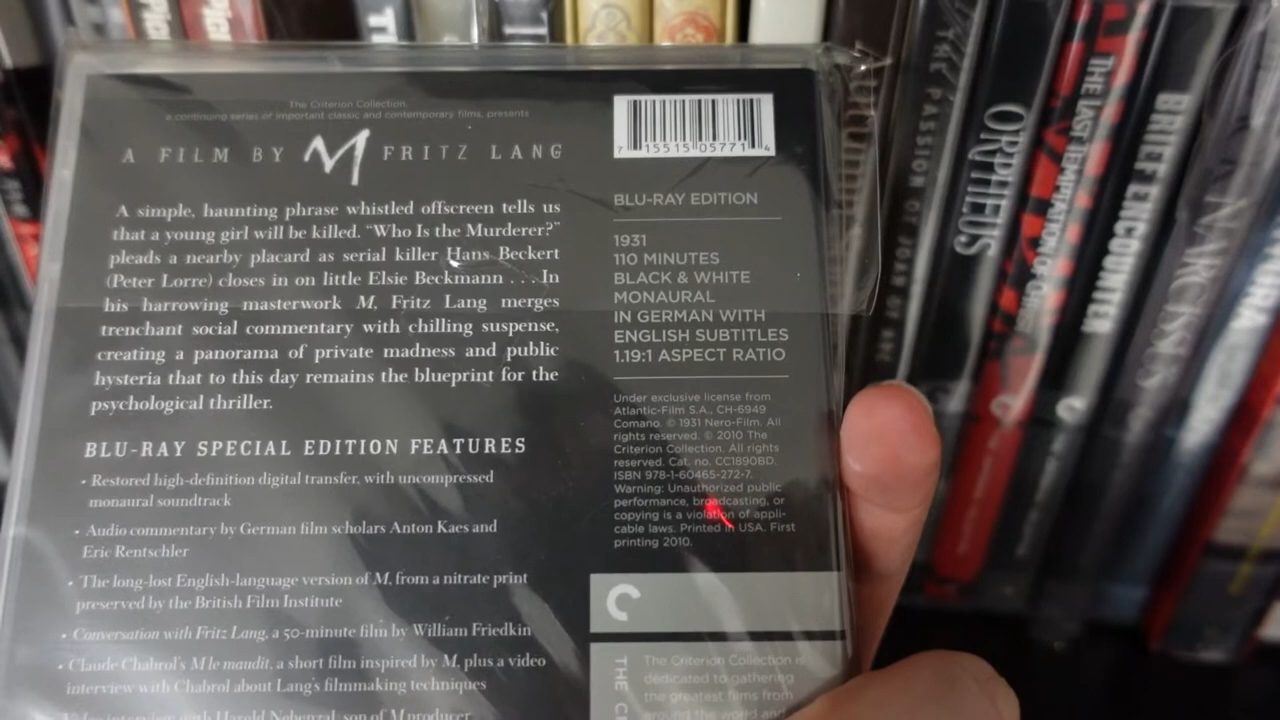 The Criterion Collection,
a continuing series of important classic and contemporary films, presents
A FILM BY M FRITZ LANG
A simple, haunting phrase whistled offscreen tells us
that a young girl will be killed. “Who Is the Murderer?”
pleads a nearby placard as serial killer Hans Beckert
(Peter Lorre) closes in on little Elsie Beckmann . . . In
his harrowing masterwork M, Fritz Lang merges
trenchant social commentary with chilling suspense,
creating a panorama of private madness and public
hysteria that to this day remains the blueprint for the
psychological thriller.
BLU-RAY SPECIAL EDITION FEATURES
• Restored high-definition digital transfer, with uncompressed
monaural soundtrack
• Audio commentary by German film scholars Anton Kaes and
Eric Rentschler
• The long-lost English-language version of M, from a nitrate print
preserved by the British Film Institute
• Conversation with Fritz Lang, a 50-minute film by William Friedkin
• Claude Chabrol's M le maudit, a short film inspired by M, plus a video
interview with Chabrol about Lang's filmmaking techniques
Video interview with Harold Nebenzal, son of M producer
7 15515 05771 4
BLU-RAY EDITION
1931
110 MINUTES
BLACK & WHITE
MONAURAL
IN GERMAN WITH
ENGLISH SUBTITLES
1.19:1 ASPECT RATIO
Under exclusive license from
Atlantic-Film S.A., CH-6949
Comano. © 1931 Nero-Film. All
rights reserved. © 2010 The
Criterion Collection. All rights
reserved. Cat. no. CC1890BD.
ISBN 978-1-60465-272-7.
Warning: Unauthorized public
performance, broadcasting, or
copying is a violation of appli-
cable laws. Printed in USA. First
printing 2010.
The Criterion Collection is
dedicated to gathering
the greatest films from
around the world and
THE
THE PASSION OF JOAN OF ARC
ORPHEUS
THE LAST TEMPTATION OF
BRIEF ENCOUNTER
NARCISSUS